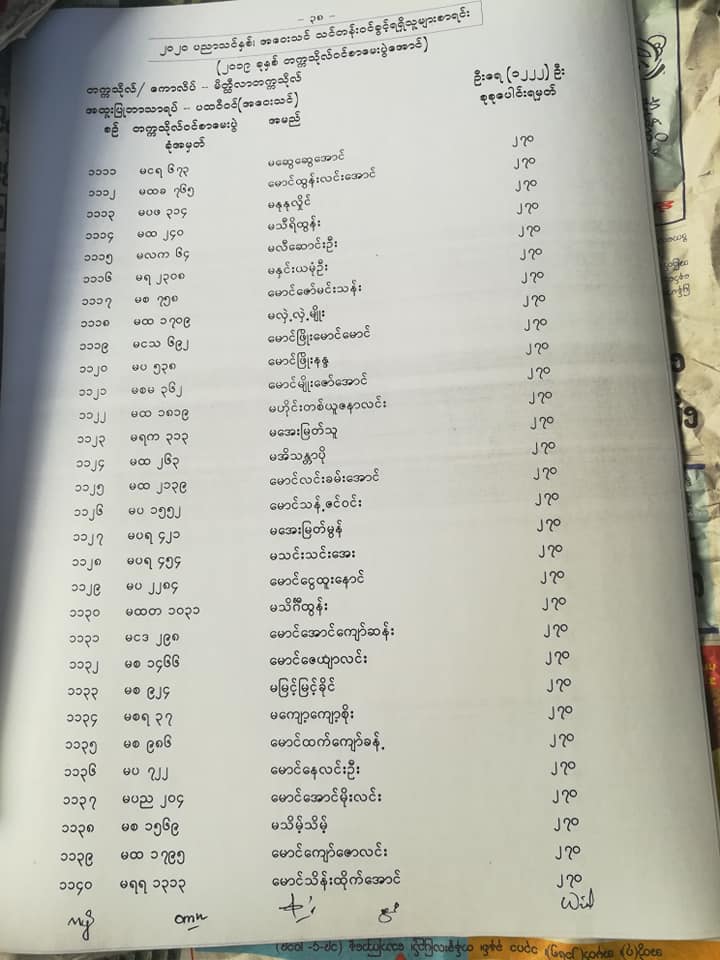 - ၃၈ -
၂၀၂၀ ပညာသင်နှစ်၊ အဝေးသင် သင်တန်းဝင်ခွင့်ရရှိသူများစာရင်း
(၂၀၁၉ ခုနှစ် တက္ကသိုလ်ဝင်စာမေးပွဲအောင်)
တက္ကသိုလ်/ ကောလိပ် - မိတ္ထီလာတက္ကသိုလ် ဦးရေ (၁၂၂၂) ဦး
အထူးပြုဘာသာရပ် - ပထဝီဝင်(အဝေးသင်) စုစုပေါင်းရမှတ်
စဉ် တက္ကသိုလ်ဝင်စာမေးပွဲ အမည်
ခုံအမှတ်
၁၁၁၁ မငရ ၆၇၃ မဆွေဆွေအောင် ၂၇၀
၁၁၁၂ မထခ ၇၆၅ မောင်ထွန်းလင်းအောင် ၂၇၀
၁၁၁၃ မပဖ ၃၁၄ မနုနုလှိုင် ၂၇၀
၁၁၁၄ မထ ၂၄၀ မသီရိထွန်း ၂၇၀
၁၁၁၅ မလက ၆၄ မလီဆောင်းဦး ၂၇၀
၁၁၁၆ မရ ၂၃၀၈ မနှင်းယမုံဦး ၂၇၀
၁၁၁၇ မစ ၇၅၈ မောင်ဇော်မင်းသန်း ၂၇၀
၁၁၁၈ မထ ၁၇၀၉ မလှဲ့လှဲ့မျိုး ၂၇၀
၁၁၁၉ မငသ ၆၉၂ မောင်ဖြိုးမောင်မောင် ၂၇၀
၁၁၂၀ မပ ၅၃၈ မောင်ဖြိုးနန္ဒ ၂၇၀
၁၁၂၁ မစမ ၃၆၂ မောင်မျိုးဇော်အောင် ၂၇၀
၁၁၂၂ မထ ၁၈၁၉ မဟိုင်းတစ်ယူဇနာလင်း ၂၇၀
၁၁၂၃ မရက ၃၁၃ မအေးမြတ်သူ ၂၇၀
၁၁၂၄ မထ ၂၆၃ မအိသန္တာပို ၂၇၀
၁၁၂၅ မထ ၂၁၃၉ မောင်လင်းခမ်းအောင် ၂၇၀
၁၁၂၆ မပ ၁၅၅၂ မောင်သန့်ဇင်ဝင်း ၂၇၀
၁၁၂၇ မပရ ၄၂၁ မအေးမြတ်မွန် ၂၇၀
၁၁၂၈ မပရ ၄၅၄ မသင်းသင်းအေး ၂၇၀
၁၁၂၉ မပ ၂၂၈၄ မောင်ငွေထူးနောင် ၂၇၀
၁၁၃၀ မထတ ၁၀၃၁ မသိင်္ဂီထွန်း ၂၇၀
၁၁၃၁ မငဒ ၂၉၈ မောင်အောင်ကျော်ဆန်း ၂၇၀
၁၁၃၂ မစ ၁၄၆၆ မောင်ဇေယျာလင်း ၂၇၀
၁၁၃၃ မစ ၉၂၄ မမြင့်မြင့်ခိုင် ၂၇၀
၁၁၃၄ မစရ ၃၇ မကျော့ကျော့စိုး ၂၇၀
၁၁၃၅ မစ ၉၈၆ မောင်ထက်ကျော်ခန့် ၂၇၀
၁၁၃၆ မပ ၇၂၂ မောင်နေလင်းဦး ၂၇၀
၁၁၃၇ မပည ၂၀၄ မောင်အောင်မိုးလင်း ၂၇၀
၁၁၃၈ မစ ၁၅၆၉ မသိမ့်သိမ့် ၂၇၀
၁၁၃၉ မထ ၁၇၉၅ မောင်ကျော်ဇောလင်း ၂၇၀
၁၁၄၀ မရရ ၁၃၁၃ မောင်သိန်းထိုက်အောင် ၂၇၀